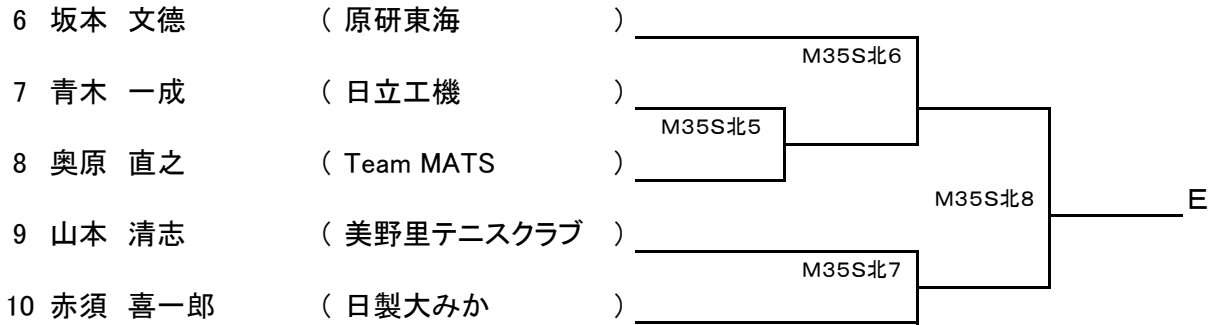 6 坂本 文德 ( 原研東海 )
M35S北6
7 青木 一成 ( 日立工機 )
M35S北5
8 奥原 直之 ( Team MATS )
M35S北8 E
9 山本 清志 ( 美野里テニスクラブ )
M35S北7
10 赤須 喜一郎 ( 日製大みか )